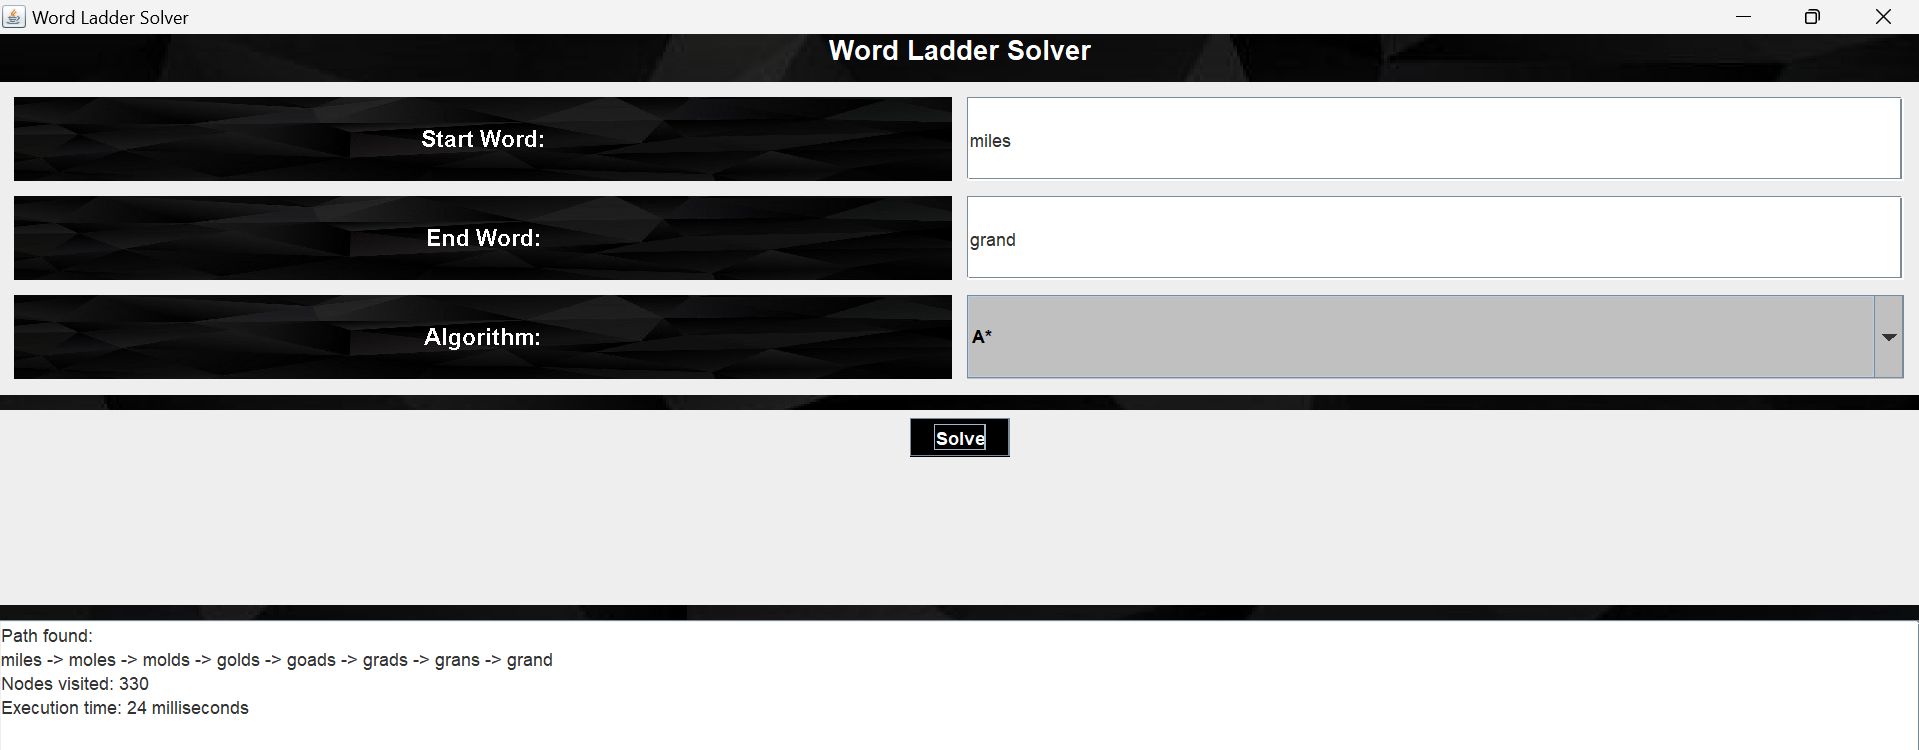 Word Ladder Solver
Word Ladder Solver
Start Word:
miles
End Word:
grand
Algorithm:
A*
Solve
Path found:
miles -> moles -> molds -> golds -> goads -> grads -> grans -> grand
Nodes visited: 330
Execution time: 24 milliseconds